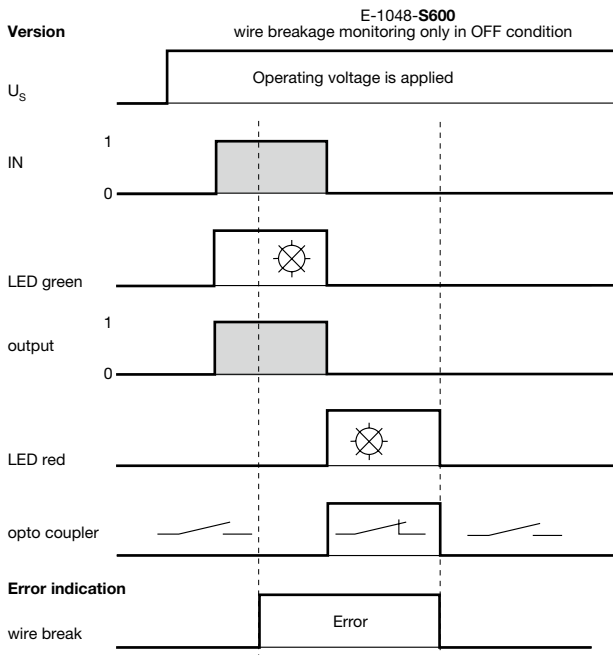 E-1048-S600
Version
wire breakage monitoring only in OFF condition
Operating voltage is applied
US
1
IN
0
LED green
1
output
0
LED red
opto coupler
Error indication
Error
wire break